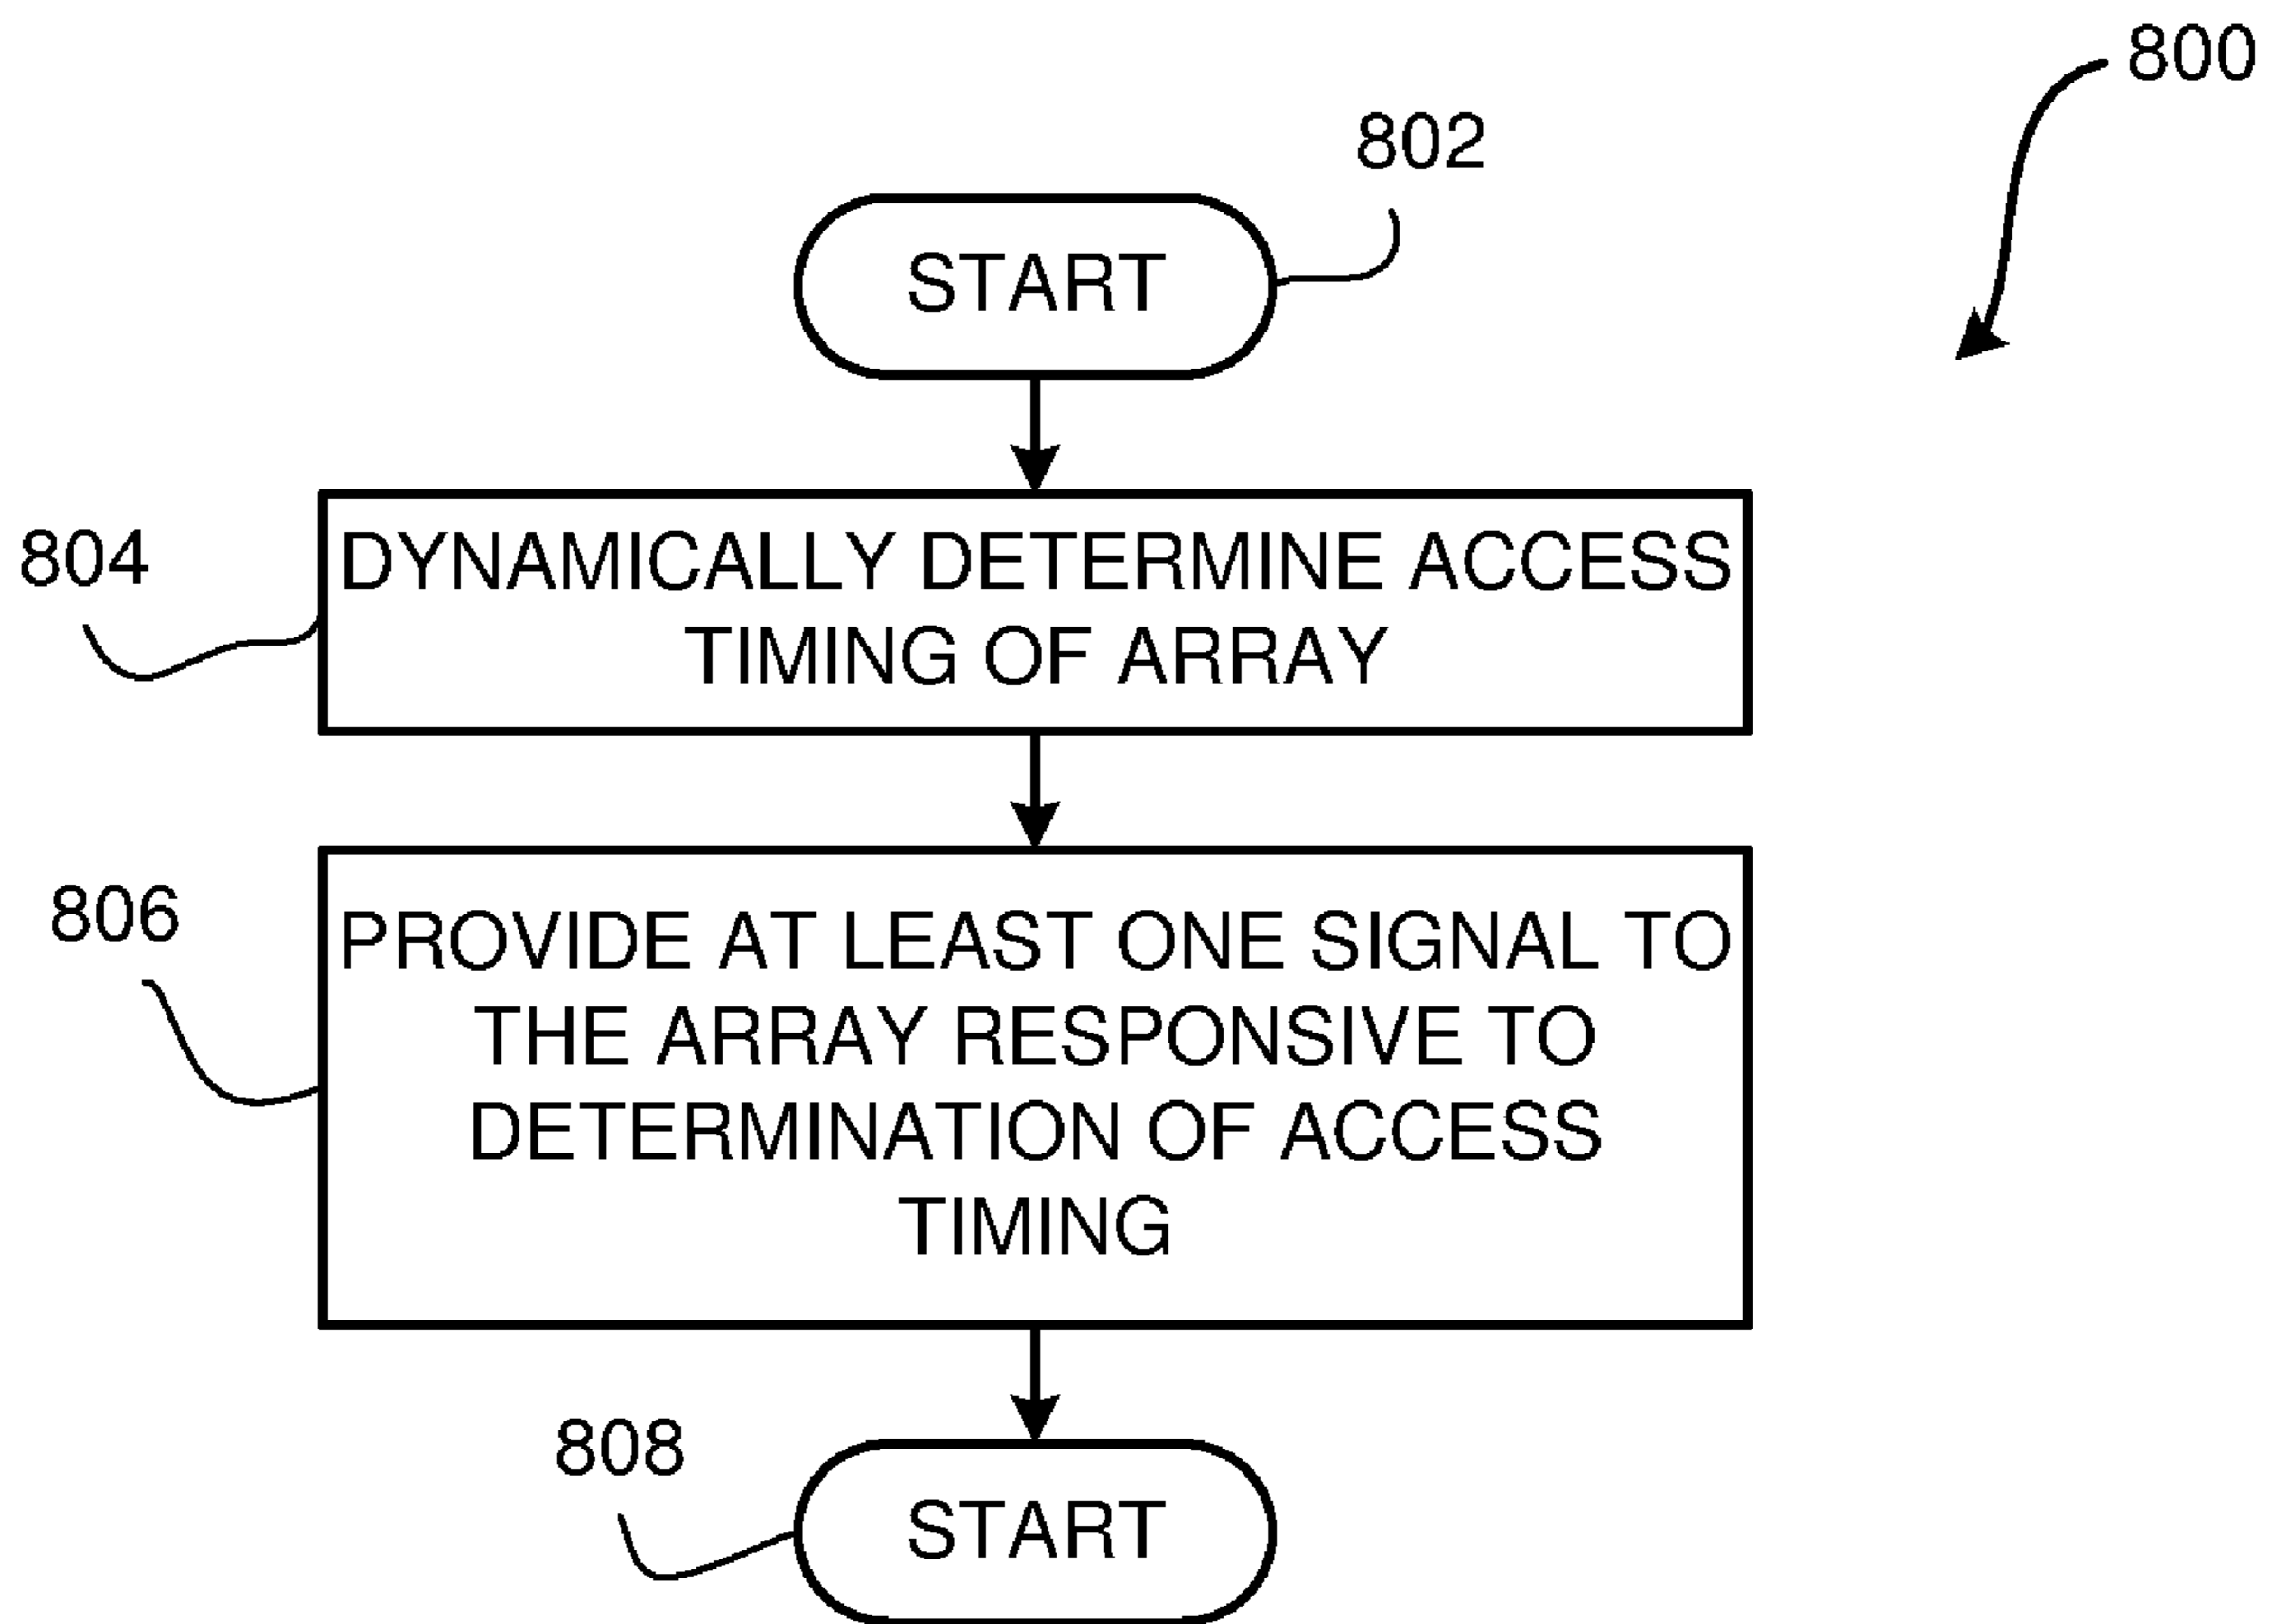 800
802
START
804
DYNAMICALLY DETERMINE ACCESS
TIMING OF ARRAY
806
PROVIDE AT LEAST ONE SIGNAL TO
THE ARRAY RESPONSIVE TO
DETERMINATION OF ACCESS
TIMING
808
START